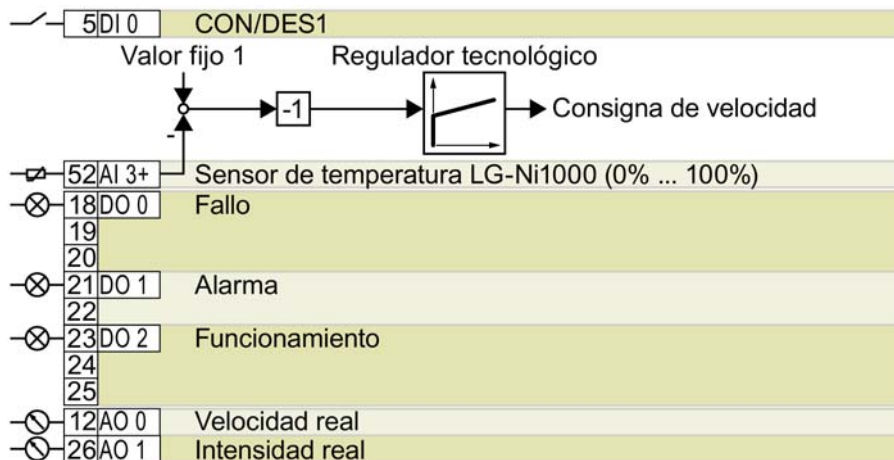 5 DI 0 CON/DES1
Valor fijo 1 Regulador tecnológico
-1 Consigna de velocidad
-
52 AI 3+ Sensor de temperatura LG-Ni1000 (0% ... 100%)
18 DO 0 Fallo
19
20
21 DO 1 Alarma
22
23 DO 2 Funcionamiento
24
25
12 AO 0 Velocidad real
26 AO 1 Intensidad real